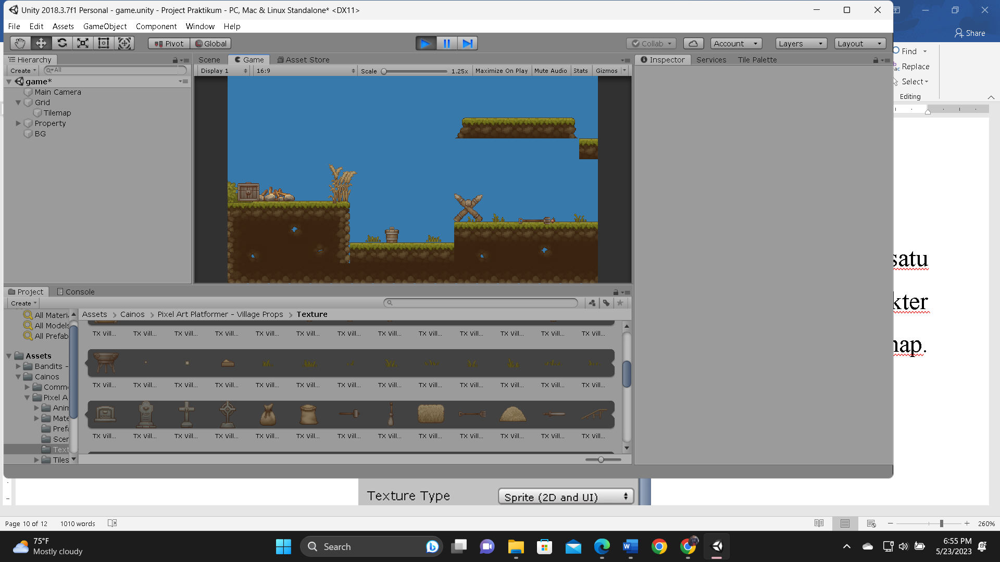 Unity 2018.3.7f1 Personal - game.unity - Project Praktikum - PC, Mac & Linux Standalone* <DX11>
File Edit Assets GameObject Component Window Help
Share
Pivot Global Collab Account Layers Layout
Find
Replace
Select
Editing
Hierarchy
Create All
game*
Main Camera
Grid
Tilemap
Property
BG
Scene Game Asset Store
Display 1 16:9 Scale 1.25x Maximize On Play Mute Audio Stats Gizmos
Inspector Services Tile Palette
satu
kter
map.
Project Console
Create
All Materi
All Models
All Prefab
Assets
Bandits -
Cainos
Comm
Pixel A
Anim
Mate
Prefa
Scen
Text
Tiles
Assets > Cainos > Pixel Art Platformer - Village Props > Texture
TX Vill... TX Vill... TX Vill... TX Vill... TX Vill... TX Vill... TX Vill... TX Vill... TX Vill... TX Vill... TX Vill... TX Vill... TX Vill...
TX Vill... TX Vill... TX Vill... TX Vill... TX Vill... TX Vill... TX Vill... TX Vill... TX Vill... TX Vill... TX Vill... TX Vill... TX Vill...
TX Vill... TX Vill... TX Vill... TX Vill... TX Vill... TX Vill... TX Vill... TX Vill... TX Vill... TX Vill... TX Vill... TX Vill... TX Vill...
Texture Type Sprite (2D and UI)
Page 10 of 12 1010 words 260%
75°F
Mostly cloudy
Search
6:55 PM
5/23/2023